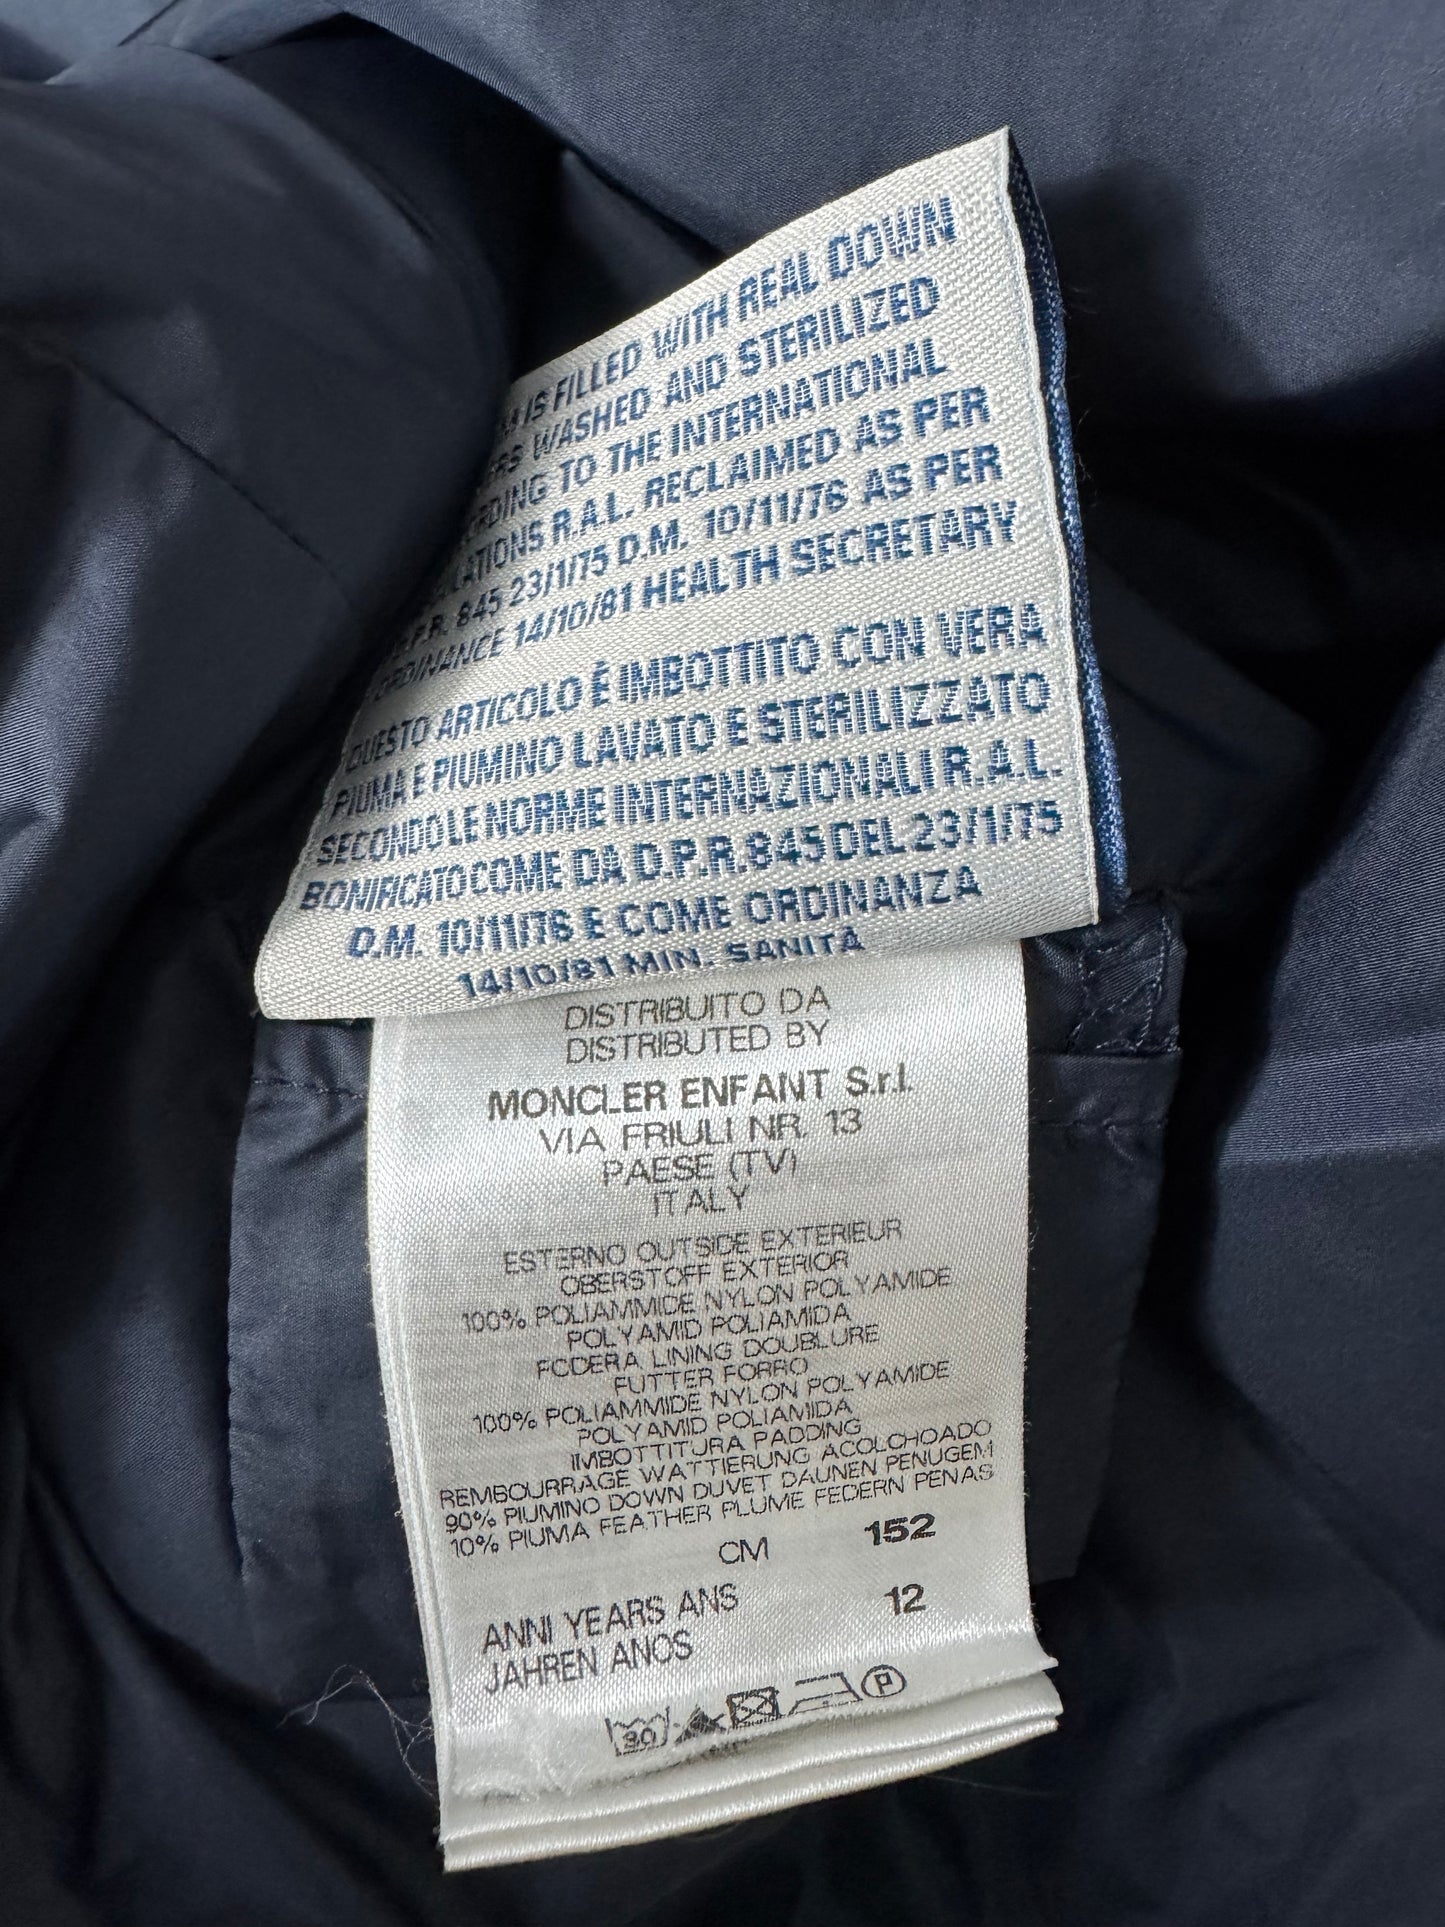 IS FILLED WITH REAL DOWN
WASHED AND STERILIZED
TO THE INTERNATIONAL
R.A.L. RECLAIMED AS PER
845 23/1/75 D.M. 10/11/76 AS PER
ORDINANCE 14/10/81 HEALTH SECRETARY
QUESTO ARTICOLO È IMBOTTITO CON VERA
PIUMA E PIUMINO LAVATO E STERILIZZATO
SECONDO LE NORME INTERNAZIONALI R.A.L.
BONIFICATO COME DA D.P.R. 845 DEL 23/1/75
D.M. 10/11/76 E COME ORDINANZA
14/10/81 MIN. SANITÀ
DISTRIBUITO DA
DISTRIBUTED BY
MONCLER ENFANT S.r.l.
VIA FRIULI NR. 13
PAESE (TV)
ITALY
ESTERNO OUTSIDE EXTERIEUR
OBERSTOFF EXTERIOR
100% POLIAMMIDE NYLON POLYAMIDE
POLYAMID POLIAMIDA
FODERA LINING DOUBLURE
FUTTER FORRO
100% POLIAMMIDE NYLON POLYAMIDE
POLYAMID POLIAMIDA
IMBOTTITURA PADDING
REMBOURRAGE WATTIERUNG ACOLCHOADO
90% PIUMINO DOWN DUVET DAUNEN PENUGEM
10% PIUMA FEATHER PLUME FEDERN PENAS
CM 152
ANNI YEARS ANS 12
JAHREN ANOS
30 P